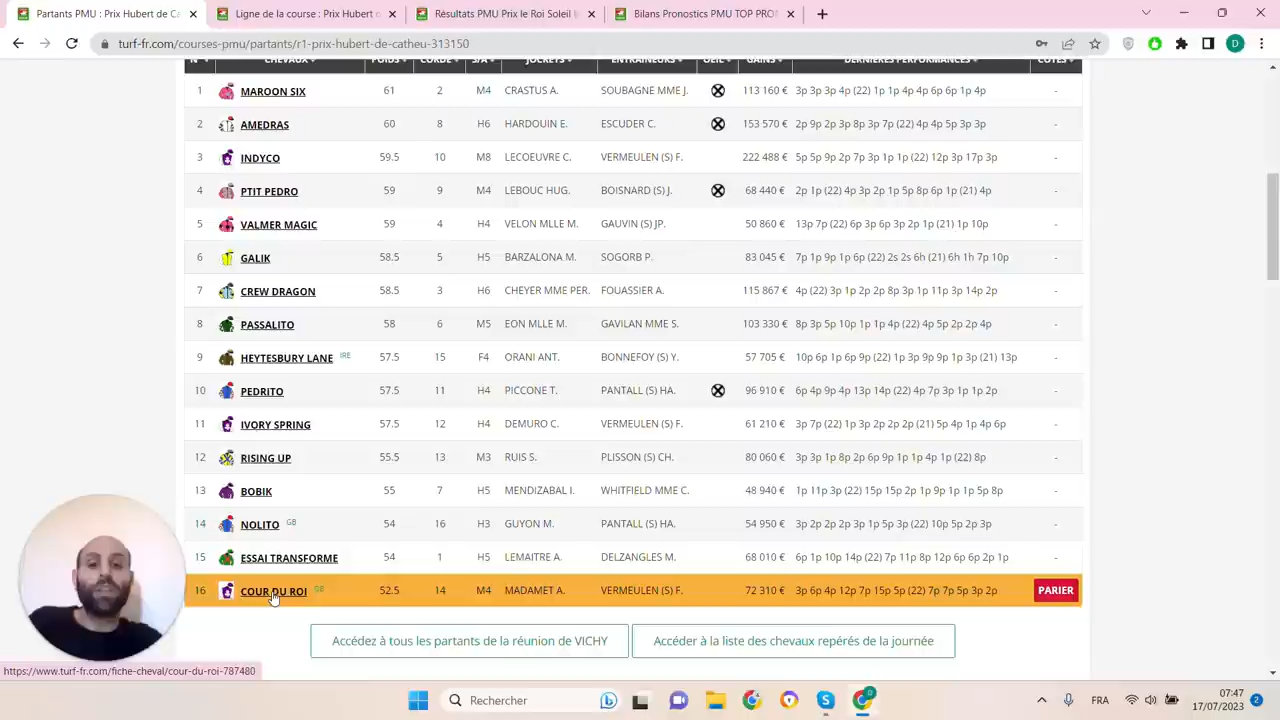 Partants PMU : Prix Hubert de Ca
Ligne de la course : Prix Hubert d
Résultats PMU Prix le Roi Soleil
Bilans Pronostics PMU TOP PRO
turf-fr.com/courses-pmu/partants/r1-prix-hubert-de-catheu-313150
D
N° CHEVAUX POIDS CORDE S/A JOCKEYS ENTRAINEURS OEIL GAINS DERNIÈRES PERFORMANCES COTES
1 MAROON SIX 61 2 M4 CRASTUS A. SOUBAGNE MME J. 113 160 € 3p 3p 3p 4p (22) 1p 1p 4p 4p 6p 6p 1p 4p -
2 AMEDRAS 60 8 H6 HARDOUIN E. ESCUDER C. 153 570 € 2p 9p 2p 3p 8p 3p 7p (22) 4p 4p 5p 3p 3p -
3 INDYCO 59.5 10 M8 LECOEUVRE C. VERMEULEN (S) F. 222 488 € 5p 5p 9p 2p 7p 3p 1p 1p (22) 12p 3p 17p 3p -
4 PTIT PEDRO 59 9 M4 LEBOUC HUG. BOISNARD (S) J. 68 440 € 2p 1p (22) 4p 3p 2p 1p 5p 8p 6p 1p (21) 4p -
5 VALMER MAGIC 59 4 H4 VELON MLLE M. GAUVIN (S) JP. 50 860 € 13p 7p (22) 6p 3p 6p 3p 2p 1p (21) 1p 10p -
6 GALIK 58.5 5 H5 BARZALONA M. SOGORB P. 83 045 € 7p 1p 9p 1p 6p (22) 2s 2s 6h (21) 6h 1h 7p 10p -
7 CREW DRAGON 58.5 3 H6 CHEYER MME PER. FOUASSIER A. 115 867 € 4p (22) 3p 1p 2p 2p 8p 3p 1p 11p 3p 14p 2p -
8 PASSALITO 58 6 M5 EON MLLE M. GAVILAN MME S. 103 330 € 8p 3p 5p 10p 1p 1p 4p (22) 4p 5p 2p 2p 4p -
9 HEYTESBURY LANE IRE 57.5 15 F4 ORANI ANT. BONNEFOY (S) Y. 57 705 € 10p 6p 1p 6p 9p (22) 1p 3p 9p 1p 3p (21) 13p -
10 PEDRITO 57.5 11 H4 PICCONE T. PANTALL (S) HA. 96 910 € 6p 4p 9p 4p 13p 14p (22) 4p 7p 3p 1p 1p 2p -
11 IVORY SPRING 57.5 12 H4 DEMURO C. VERMEULEN (S) F. 61 210 € 3p 7p (22) 1p 3p 2p 2p 2p (21) 5p 4p 1p 4p 6p -
12 RISING UP 55.5 13 M3 RUIS S. PLISSON (S) CH. 80 060 € 3p 3p 1p 8p 2p 6p 9p 1p 1p 4p 1p (22) 8p -
13 BOBIK 55 7 H5 MENDIZABAL I. WHITFIELD MME C. 48 940 € 1p 11p 3p (22) 15p 15p 2p 1p 9p 1p 1p 5p 8p -
14 NOLITO GB 54 16 H3 GUYON M. PANTALL (S) HA. 54 950 € 3p 2p 2p 2p 3p 1p 5p 3p (22) 10p 5p 2p 3p -
15 ESSAI TRANSFORME 54 1 H5 LEMAITRE A. DELZANGLES M. 68 010 € 6p 1p 10p 14p (22) 7p 11p 8p 12p 6p 6p 2p 1p -
16 COUR DU ROI GB 52.5 14 M4 MADAMET A. VERMEULEN (S) F. 72 310 € 3p 6p 4p 12p 7p 15p 5p (22) 7p 7p 5p 3p 2p PARIER
Accédez à tous les partants de la réunion de VICHY
Accéder à la liste des chevaux repérés de la journée
https://www.turf-fr.com/fiche-cheval/cour-du-roi-787480
Rechercher
FRA
07:47
17/07/2023
2